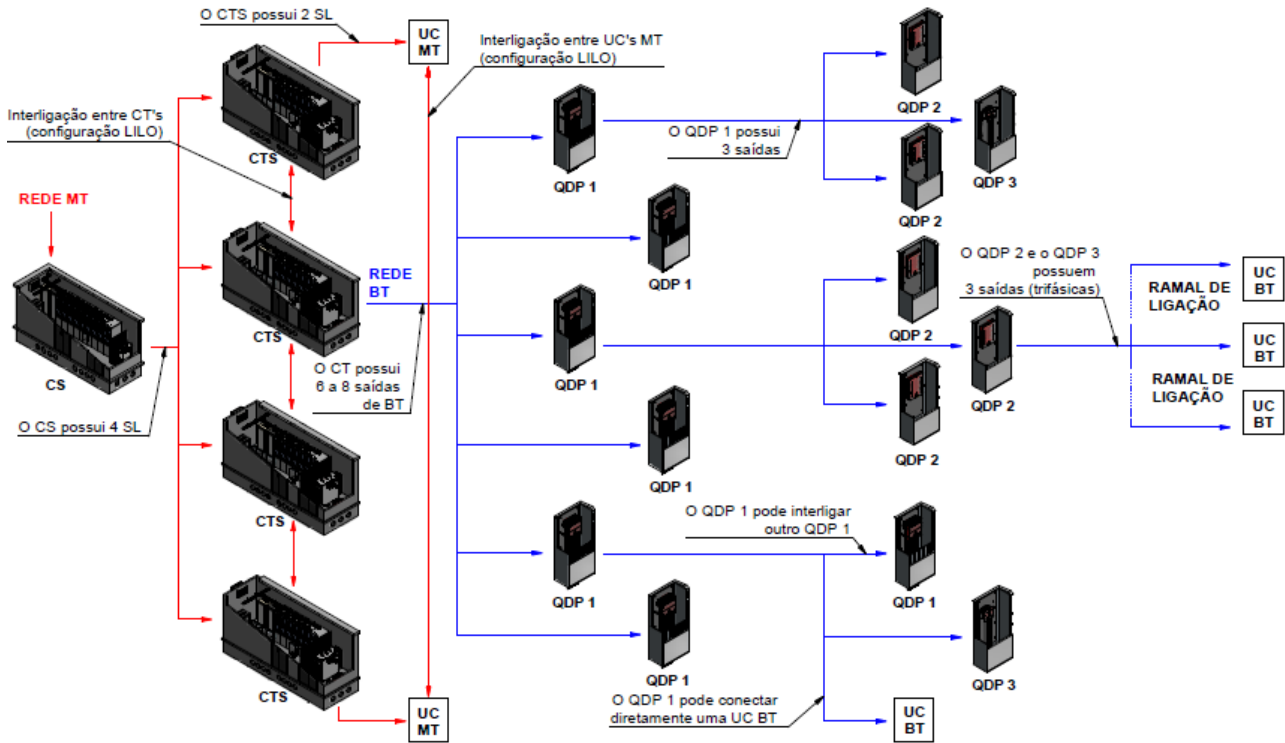 O CTS possui 2 SL
UC
MT
Interligação entre UC's MT
(configuração LILO)
Interligação entre CT's
(configuração LILO)
CTS
REDE MT
CS
O CS possui 4 SL
CTS
CTS
CTS
UC
MT
REDE
BT
O CT possui
6 a 8 saídas
de BT
QDP 1
QDP 1
QDP 1
QDP 1
QDP 1
QDP 1
O QDP 1 possui
3 saídas
QDP 2
QDP 3
QDP 2
QDP 2
QDP 2
QDP 2
O QDP 2 e o QDP 3
possuem
3 saídas (trifásicas)
RAMAL DE
LIGAÇÃO
RAMAL DE
LIGAÇÃO
UC
BT
UC
BT
UC
BT
O QDP 1 pode interligar
outro QDP 1
QDP 1
QDP 3
O QDP 1 pode conectar
diretamente uma UC BT
UC
BT